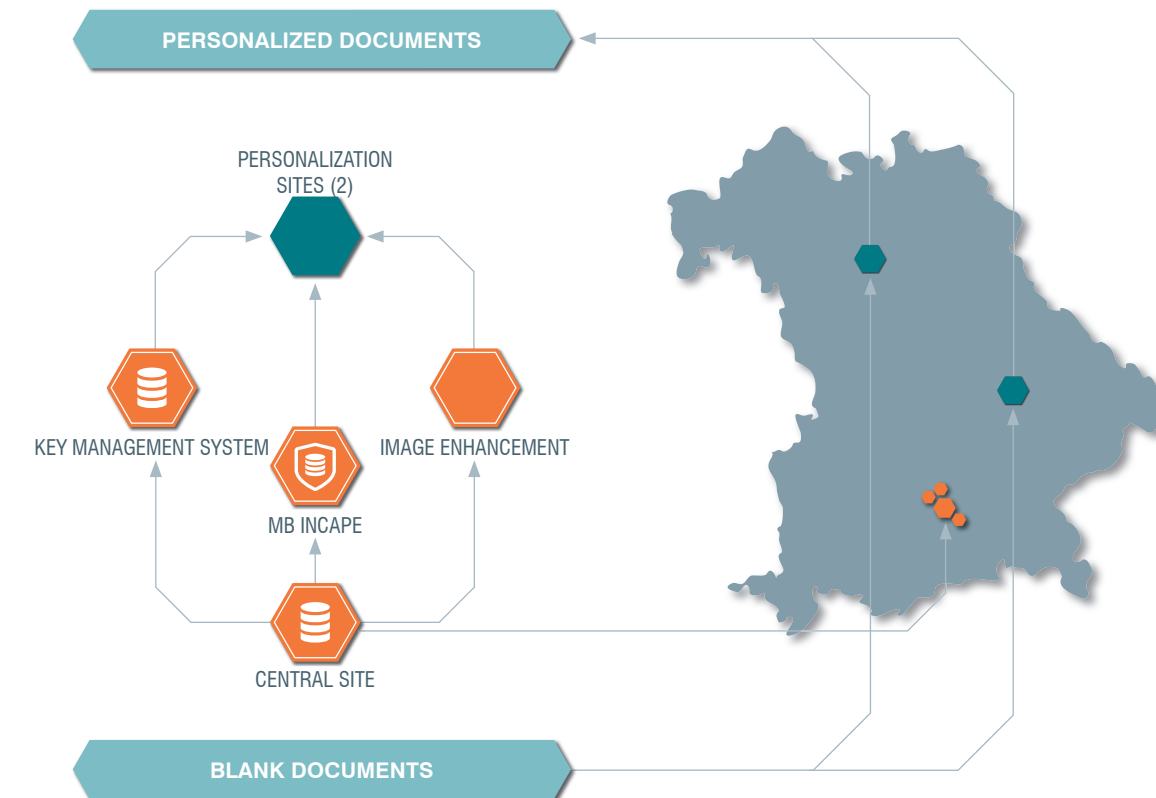 PERSONALIZED DOCUMENTS
PERSONALIZATION
SITES (2)
KEY MANAGEMENT SYSTEM
IMAGE ENHANCEMENT
MB INCAPE
CENTRAL SITE
BLANK DOCUMENTS